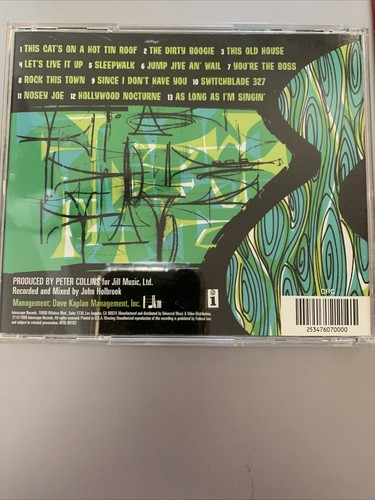 1 THIS CAT'S ON A HOT TIN ROOF 2 THE DIRTY BOOGIE 3 THIS OLD HOUSE
4 LET'S LIVE IT UP 5 SLEEPWALK 6 JUMP JIVE AN' WAIL 7 YOU'RE THE BOSS
8 ROCK THIS TOWN 9 SINCE I DON'T HAVE YOU 10 SWITCHBLADE 327
11 NOSEY JOE 12 HOLLYWOOD NOCTURNE 13 AS LONG AS I'M SINGIN'
PRODUCED BY PETER COLLINS for Jill Music, Ltd.
Recorded and Mixed by John Holbrook
Management: Dave Kaplan Management, Inc.
CPC
253476070000